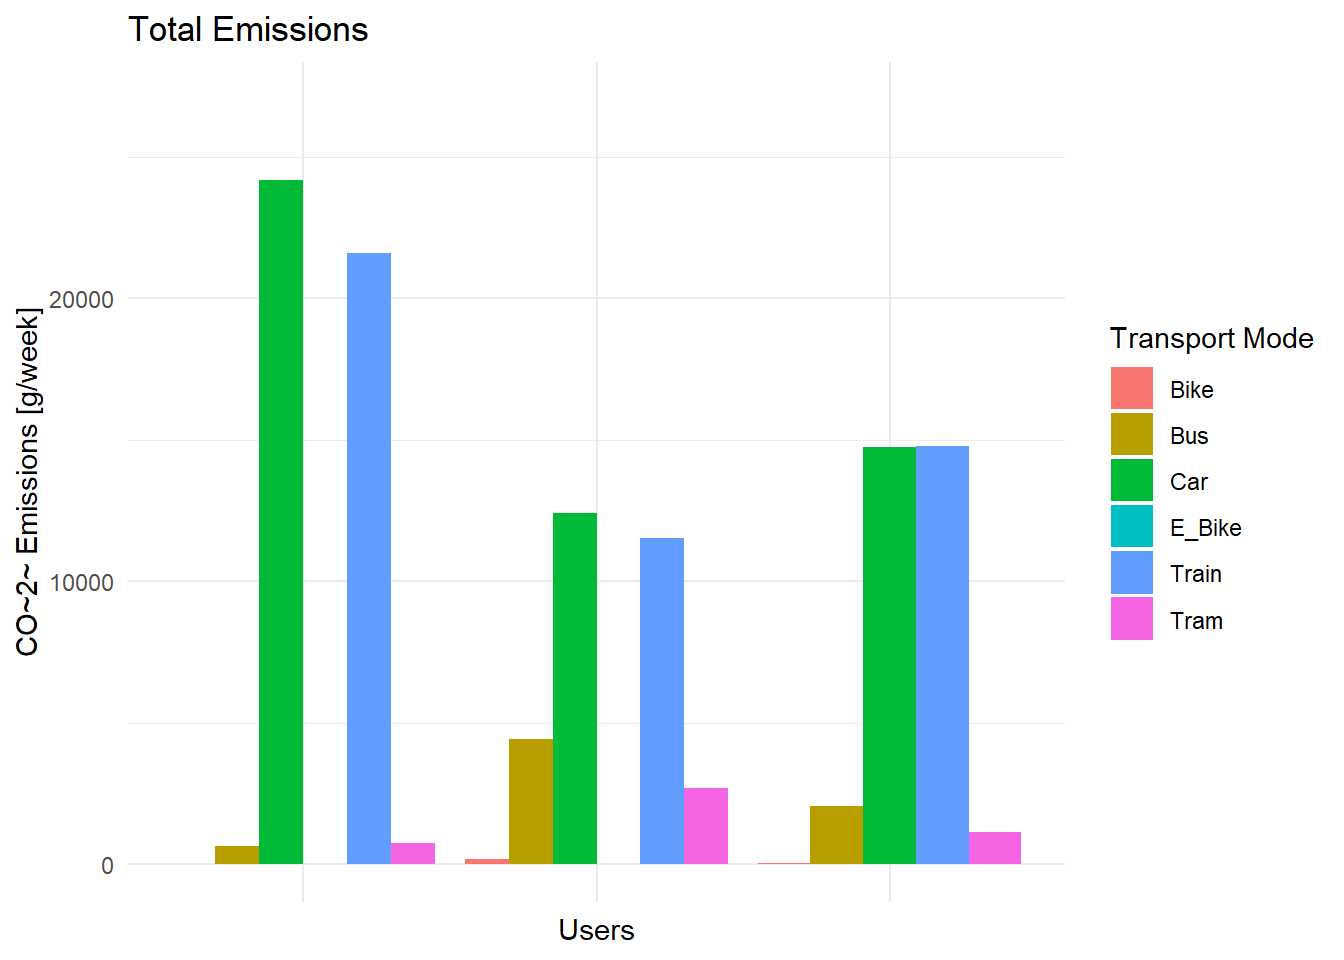 Total Emissions
CO~2~ Emissions [g/week]
20000
10000
0
Users
Transport Mode
Bike
Bus
Car
E_Bike
Train
Tram